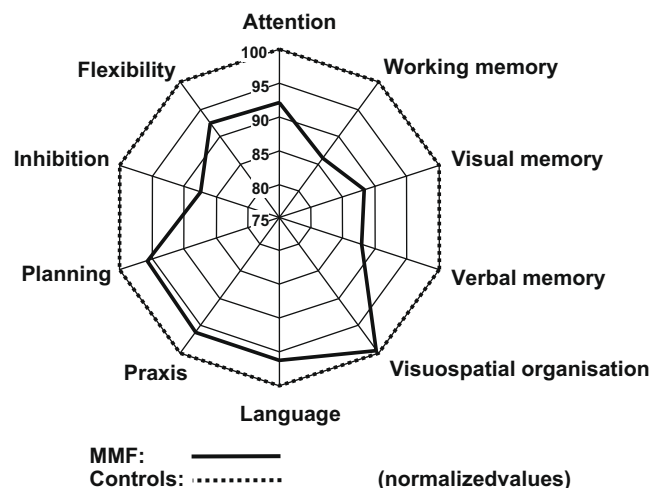 Attention
100
Flexibility
Working memory
95
90
Inhibition
85
Visual memory
80
75
Planning
Verbal memory
Praxis
Visuospatial organisation
Language
MMF:
Controls: (normalizedvalues)